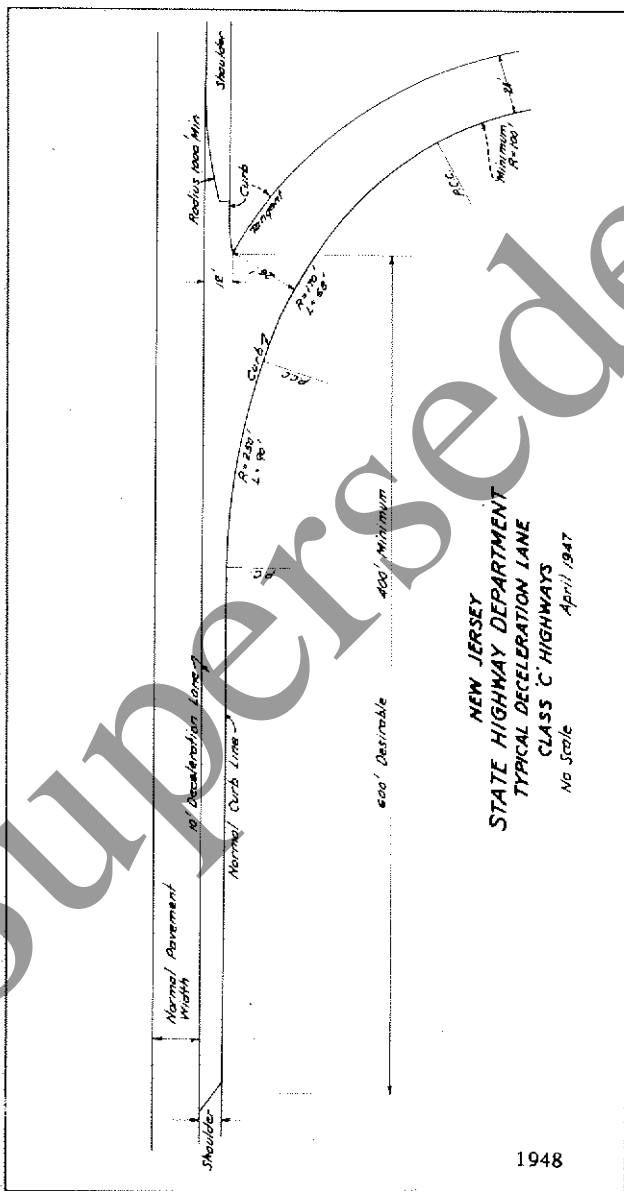 Shoulder
Normal Pavement
Width
10' Deceleration Lane
Normal Curb Line
P.C.
R=250'
L=90'
Curb
P.C.C.
12'
R=170'
L=68'
Radius 1000' Min
Curb
Tangent
Shoulder
P.C.C.
Minimum
R=100'
600' Desirable
400' Minimum
NEW JERSEY
STATE HIGHWAY DEPARTMENT
TYPICAL DECELERATION LANE
CLASS 'C' HIGHWAYS
No Scale April 1947
1948
Superseded